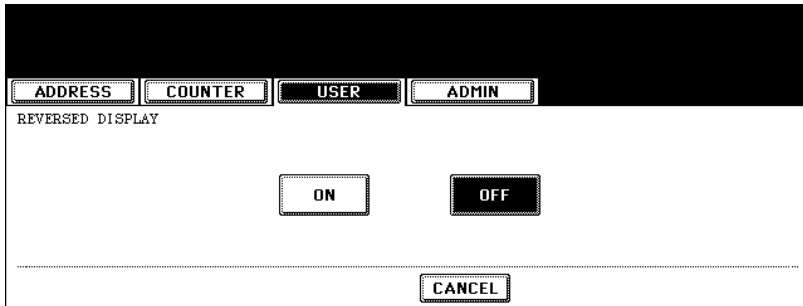 ADDRESS COUNTER USER ADMIN
REVERSED DISPLAY
ON OFF
CANCEL